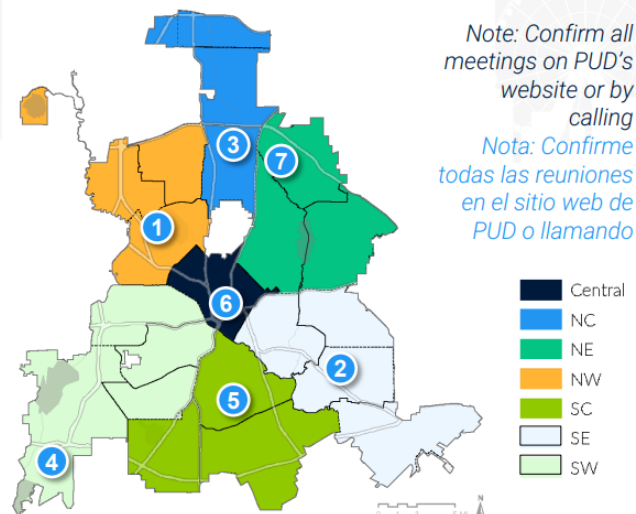 Note: Confirm all
meetings on PUD's
website or by
calling
Nota: Confirme
todas las reuniones
en el sitio web de
PUD o llamando
3
7
1
6
2
5
4
Central
NC
NE
NW
SC
SE
SW
N